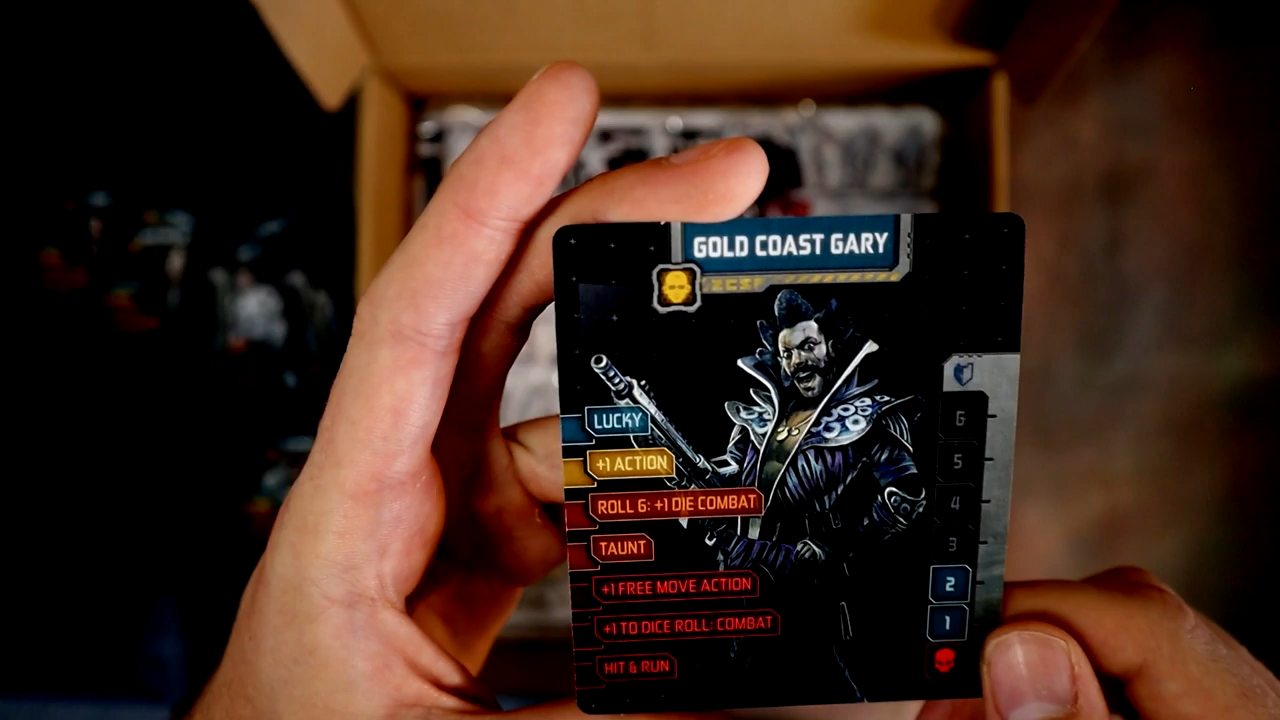 GOLD COAST GARY
ZCSF
LUCKY
+1 ACTION
ROLL 6: +1 DIE COMBAT
TAUNT
+1 FREE MOVE ACTION
+1 TO DICE ROLL: COMBAT
HIT & RUN
6
5
4
3
2
1